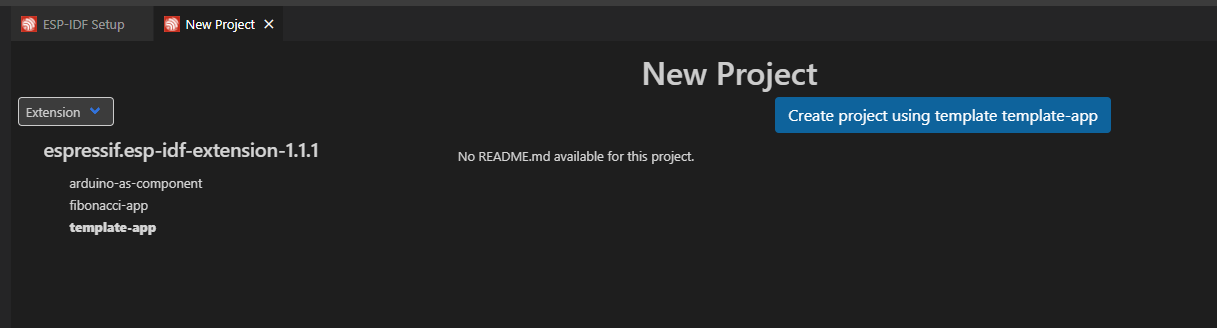 ESP-IDF Setup
New Project
New Project
Extension
Create project using template template-app
espressif.esp-idf-extension-1.1.1
No README.md available for this project.
arduino-as-component
fibonacci-app
template-app